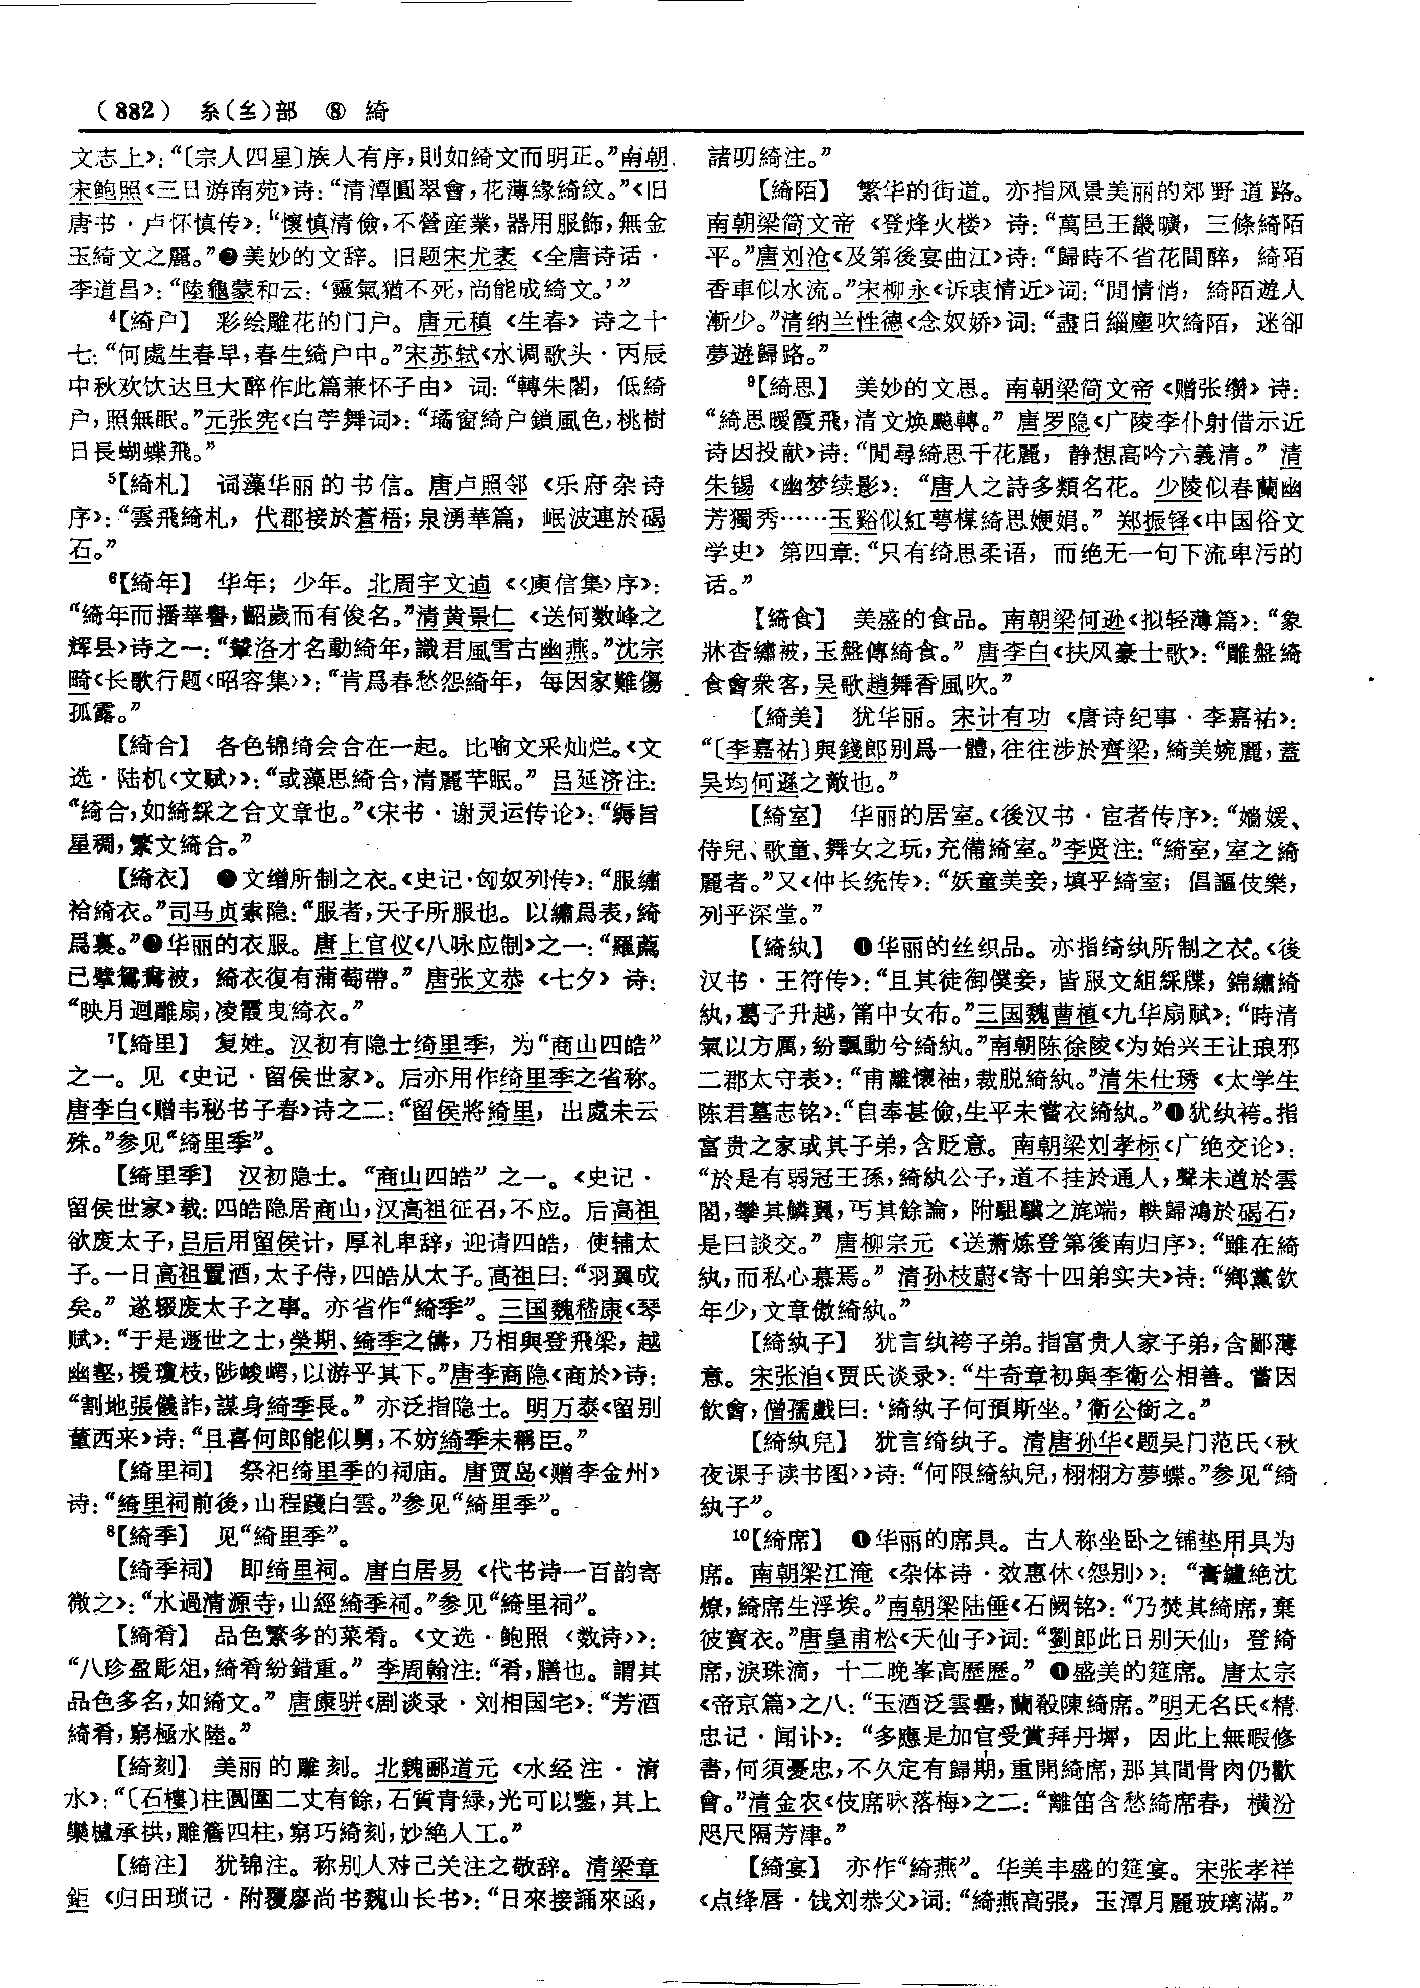 (882) 糸(纟)部 ⑧ 綺
文志上》：“〔宗人四星〕族人有序，則如綺文而明正。”南朝
宋鲍照《三日游南苑》诗：“清潭圓翠會，花薄緣綺紋。”《旧
唐书·卢怀慎传》：“懷慎清儉，不營産業，器用服飾，無金
玉綺文之麗。”❷美妙的文辞。旧题宋尤袤《全唐诗话·
李道昌》：“陸龜蒙和云：‘靈氣猶不死，尚能成綺文。’”
4【綺户】 彩绘雕花的门户。唐元稹《生春》诗之十
七：“何處生春早，春生綺户中。”宋苏轼《水调歌头·丙辰
中秋欢饮达旦大醉作此篇兼怀子由》词：“轉朱閣，低綺
户，照無眠。”元张宪《白苧舞词》：“璚窗綺户鎖風色，桃樹
日長蝴蝶飛。”
5【綺札】 词藻华丽的书信。唐卢照邻《乐府杂诗
序》：“雲飛綺札，代郡接於蒼梧；泉湧華篇，岷波連於碣
石。”
6【綺年】 华年；少年。北周宇文逌《〈庾信集〉序》：
“綺年而播華譽，齠歲而有俊名。”清黄景仁《送何数峰之
辉县》诗之一：“鞏洛才名動綺年，識君風雪古幽燕。”沈宗
畸《长歌行题〈昭容集〉》：“肯爲春愁怨綺年，每因家難傷
孤露。”
【綺合】 各色锦绮会合在一起。比喻文采灿烂。《文
选·陆机〈文赋〉》：“或藻思綺合，清麗芊眠。”吕延济注：
“綺合，如綺綵之合文章也。”《宋书·谢灵运传论》：“縟旨
星稠，繁文綺合。”
【綺衣】 ❶文缯所制之衣。《史记·匈奴列传》：“服繡
袷綺衣。”司马贞索隐：“服者，天子所服也。以繡爲表，綺
爲裏。”❷华丽的衣服。唐上官仪《八咏应制》之一：“羅薦
已擘鴛鴦被，綺衣復有蒲萄帶。”唐张文恭《七夕》诗：
“映月迴雕扇，凌霞曳綺衣。”
7【綺里】 复姓。汉初有隐士绮里季，为“商山四皓”
之一。见《史记·留侯世家》。后亦用作绮里季之省称。
唐李白《赠韦秘书子春》诗之二：“留侯將綺里，出處未云
殊。”参见“綺里季”。
【綺里季】 汉初隐士。“商山四皓”之一。《史记·
留侯世家》载：四皓隐居商山，汉高祖征召，不应。后高祖
欲废太子，吕后用留侯计，厚礼卑辞，迎请四皓，使辅太
子。一日高祖置酒，太子侍，四皓从太子。高祖曰：“羽翼成
矣。”遂辍废太子之事。亦省作“綺季”。三国魏嵇康《琴
赋》：“于是遯世之士，榮期、綺季之儔，乃相與登飛梁，越
幽壑，援瓊枝，陟峻崿，以游乎其下。”唐李商隐《商於》诗：
“割地張儀詐，謀身綺季長。”亦泛指隐士。明万泰《留别
董西来》诗：“且喜何郎能似舅，不妨綺季未稱臣。”
【綺里祠】 祭祀绮里季的祠庙。唐贾岛《赠李金州》
诗：“綺里祠前後，山程踐白雲。”参见“綺里季”。
8【綺季】 见“綺里季”。
【綺季祠】 即绮里祠。唐白居易《代书诗一百韵寄
微之》：“水過清源寺，山經綺季祠。”参见“綺里祠”。
【綺肴】 品色繁多的菜肴。《文选·鲍照〈数诗〉》：
“八珍盈彫俎，綺肴紛錯重。”李周翰注：“肴，膳也。謂其
品色多名，如綺文。”唐康骈《剧谈录·刘相国宅》：“芳酒
綺肴，窮極水陸。”
【綺刻】 美丽的雕刻。北魏郦道元《水经注·淯
水》：“〔石樓〕柱圓圍二丈有餘，石質青緑，光可以鑒，其上
欒櫨承拱，雕簷四柱，窮巧綺刻，妙絶人工。”
【綺注】 犹锦注。称别人对己关注之敬辞。清梁章
鉅《归田琐记·附覆廖尚书魏山长书》：“日來接誦來函，
諸叨綺注。”
【綺陌】 繁华的街道。亦指风景美丽的郊野道路。
南朝梁简文帝《登烽火楼》诗：“萬邑王畿曠，三條綺陌
平。”唐刘沧《及第後宴曲江》诗：“歸時不省花間醉，綺陌
香車似水流。”宋柳永《诉衷情近》词：“閒情悄，綺陌遊人
漸少。”清纳兰性德《念奴娇》词：“盡日緇塵吹綺陌，迷卻
夢遊歸路。”
9【綺思】 美妙的文思。南朝梁简文帝《赠张缵》诗：
“綺思曖霞飛，清文焕飈轉。”唐罗隐《广陵李仆射借示近
诗因投献》诗：“閒尋綺思千花麗，静想高吟六義清。”清
朱锡《幽梦续影》：“唐人之詩多類名花。少陵似春蘭幽
芳獨秀……玉谿似紅萼楳綺思媆娟。”郑振铎《中国俗文
学史》第四章：“只有绮思柔语，而绝无一句下流卑污的
话。”
【綺食】 美盛的食品。南朝梁何逊《拟轻薄篇》：“象
牀沓繡被，玉盤傳綺食。”唐李白《扶风豪士歌》：“雕盤綺
食會衆客，吴歌趙舞香風吹。”
【綺美】 犹华丽。宋计有功《唐诗纪事·李嘉祐》：
“〔李嘉祐〕與錢郎别爲一體，往往涉於齊梁，綺美婉麗，蓋
吴均何遜之敵也。”
【綺室】 华丽的居室。《後汉书·宦者传序》：“嬙媛、
侍兒、歌童、舞女之玩，充備綺室。”李贤注：“綺室，室之綺
麗者。”又《仲长统传》：“妖童美妾，填乎綺室；倡謳伎樂，
列乎深堂。”
【綺紈】 ❶华丽的丝织品。亦指绮纨所制之衣。《後
汉书·王符传》：“且其徒御僕妾，皆服文組綵牒，錦繡綺
紈，葛子升越，筩中女布。”三国魏曹植《九华扇赋》：“時清
氣以方厲，紛飄動兮綺紈。”南朝陈徐陵《为始兴王让琅邪
二郡太守表》：“甫離懷袖，裁脱綺紈。”清朱仕琇《太学生
陈君墓志铭》：“自奉甚儉，生平未嘗衣綺紈。”❶犹纨袴。指
富贵之家或其子弟，含贬意。南朝梁刘孝标《广绝交论》：
“於是有弱冠王孫，綺紈公子，道不挂於通人，聲未遒於雲
閣，攀其鱗翼，丐其餘論，附駔驥之旄端，軼歸鴻於碣石，
是曰談交。”唐柳宗元《送萧炼登第後南归序》：“雖在綺
紈，而私心慕焉。”清孙枝蔚《寄十四弟实夫》诗：“鄉黨欽
年少，文章傲綺紈。”
【綺紈子】 犹言纨袴子弟。指富贵人家子弟，含鄙薄
意。宋张洎《贾氏谈录》：“牛奇章初與李衛公相善。嘗因
飲會，僧孺戲曰：‘綺紈子何預斯坐。’衛公銜之。”
【綺紈兒】 犹言绮纨子。清唐孙华《题吴门范氏〈秋
夜课子读书图〉》诗：“何限綺紈兒，栩栩方夢蝶。”参见“綺
紈子”。
10【綺席】 ❶华丽的席具。古人称坐卧之铺垫用具为
席。南朝梁江淹《杂体诗·效惠休〈怨别〉》：“膏鑪絶沈
燎，綺席生浮埃。”南朝梁陆倕《石阙铭》：“乃焚其綺席，棄
彼寶衣。”唐皇甫松《天仙子》词：“劉郎此日别天仙，登綺
席，淚珠滴，十二晚峯高歷歷。”❶盛美的筵席。唐太宗
《帝京篇》之八：“玉酒泛雲罍，蘭殽陳綺席。”明无名氏《精
忠记·闻讣》：“多應是加官受賞拜丹墀，因此上無暇修
書，何須憂忠，不久定有歸期，重開綺席，那其間骨肉仍歡
會。”清金农《伎席咏落梅》之二：“離笛含愁綺席春，横汾
咫尺隔芳津。”
【綺宴】 亦作“綺燕”。华美丰盛的筵宴。宋张孝祥
《点绛唇·饯刘恭父》词：“綺燕高張，玉潭月麗玻璃滿。”